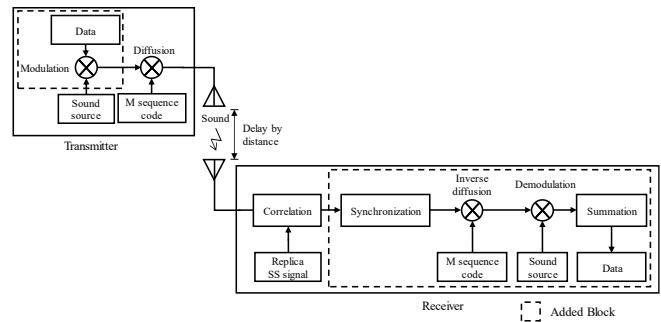 Data
Diffusion
Modulation
Sound
source
M sequence
code
Transmitter
Sound
Delay by
distance
Inverse
diffusion
Demodulation
Correlation
Synchronization
Summation
Replica
SS signal
M sequence
code
Sound
source
Data
Receiver
Added Block